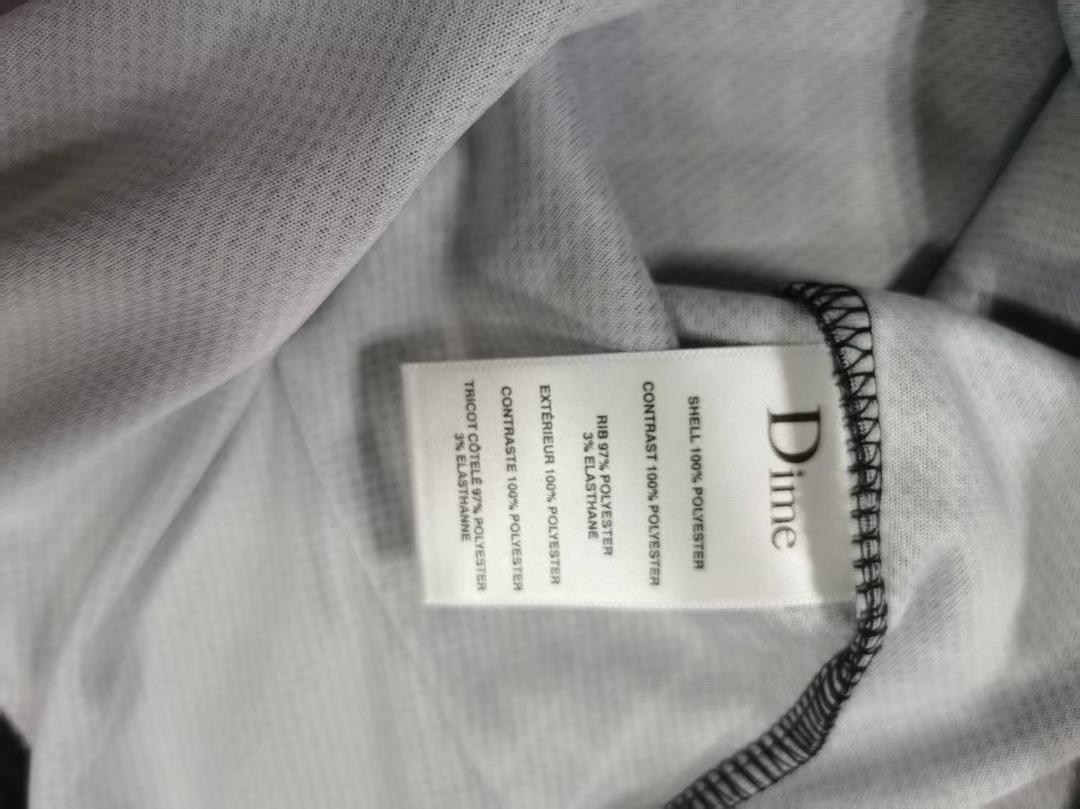 Dime
SHELL 100% POLYESTER
CONTRAST 100% POLYESTER
RIB 97% POLYESTER
3% ELASTHANE
EXTÉRIEUR 100% POLYESTER
CONTRASTE 100% POLYESTER
TRICOT CÔTELÉ 97% POLYESTER
3% ELASTHANNE